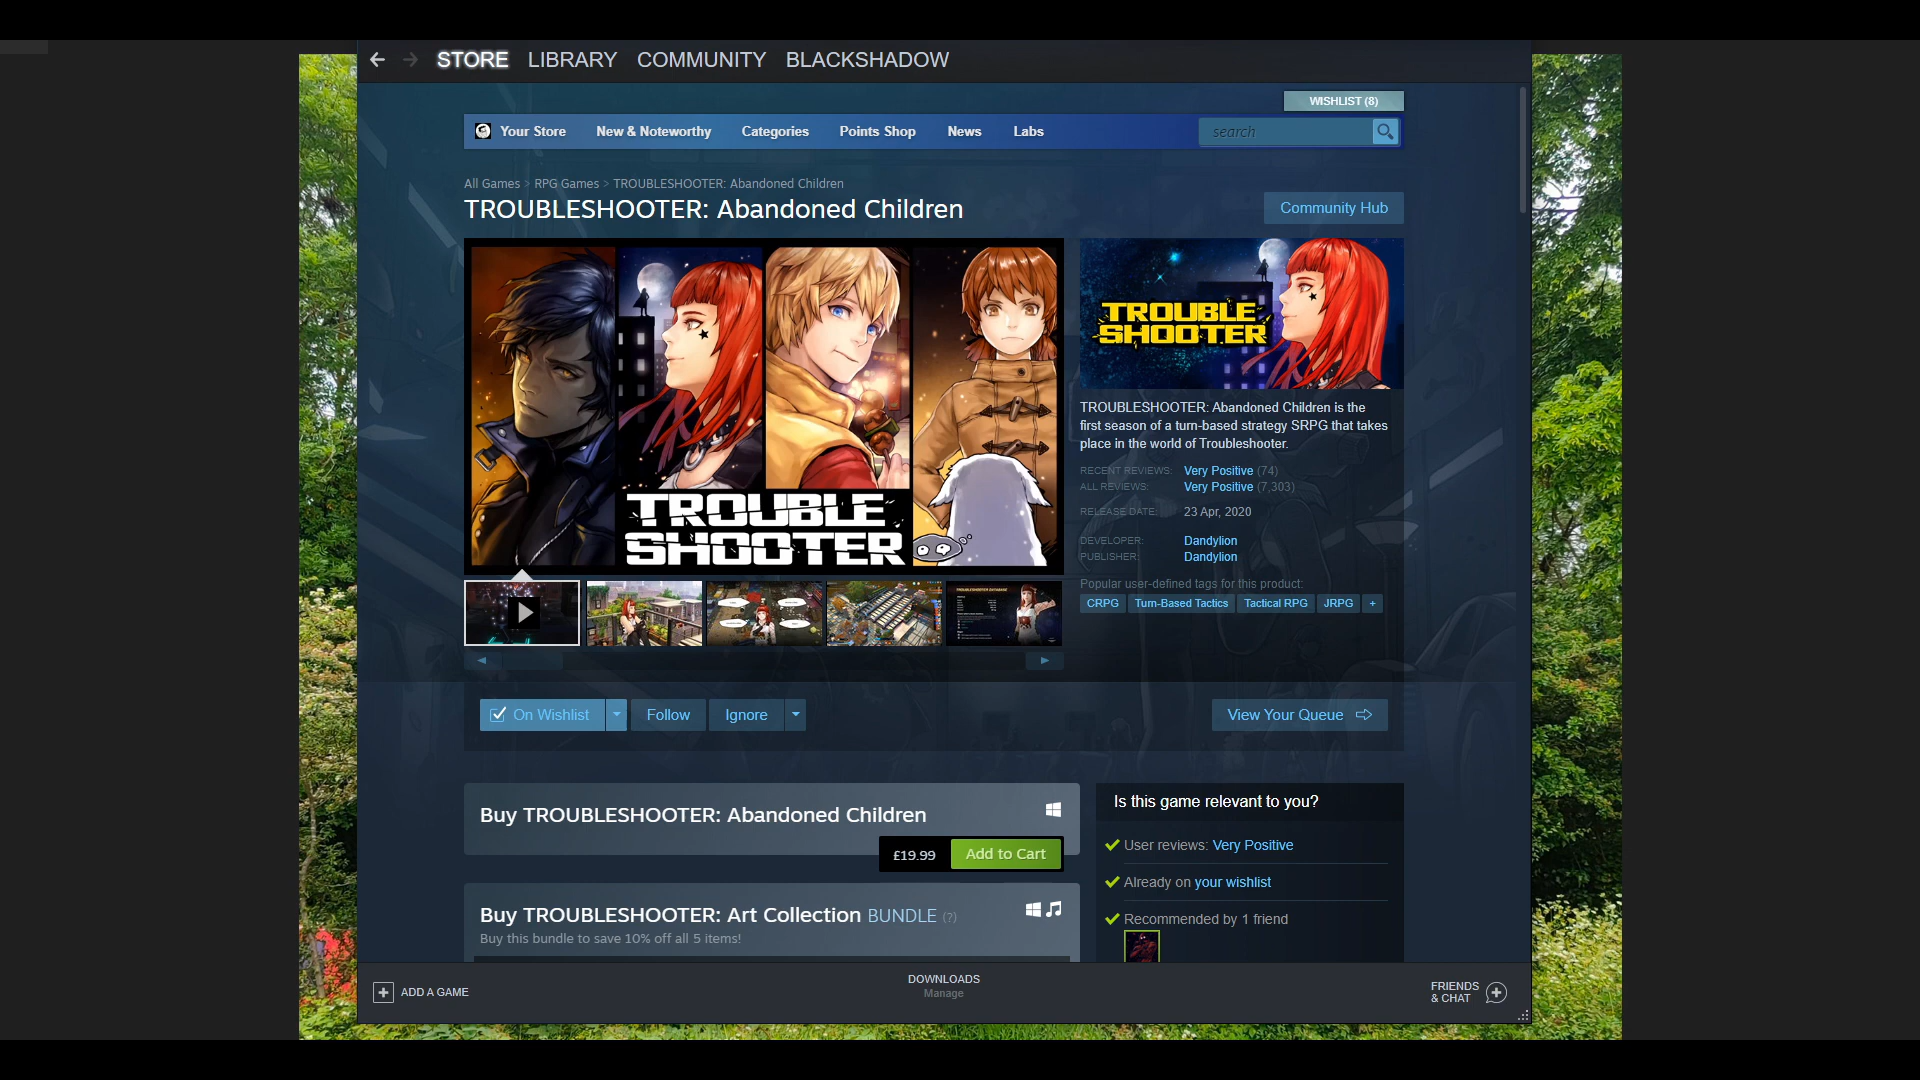 STORE LIBRARY COMMUNITY BLACKSHADOW
WISHLIST (8)
Your Store New & Noteworthy Categories Points Shop News Labs search
All Games > RPG Games > TROUBLESHOOTER: Abandoned Children
TROUBLESHOOTER: Abandoned Children
Community Hub
TROUBLE
SHOOTER
TROUBLE
SHOOTER
TROUBLESHOOTER: Abandoned Children is the
first season of a turn-based strategy SRPG that takes
place in the world of Troubleshooter.
RECENT REVIEWS: Very Positive (74)
ALL REVIEWS: Very Positive (7,303)
RELEASE DATE: 23 Apr, 2020
DEVELOPER: Dandylion
PUBLISHER: Dandylion
Popular user-defined tags for this product:
CRPG Turn-Based Tactics Tactical RPG JRPG +
TROUBLESHOOTER DATABASE
On Wishlist Follow Ignore View Your Queue
Buy TROUBLESHOOTER: Abandoned Children
£19.99 Add to Cart
Buy TROUBLESHOOTER: Art Collection BUNDLE (?)
Buy this bundle to save 10% off all 5 items!
Is this game relevant to you?
User reviews: Very Positive
Already on your wishlist
Recommended by 1 friend
ADD A GAME
DOWNLOADS
Manage
FRIENDS
& CHAT